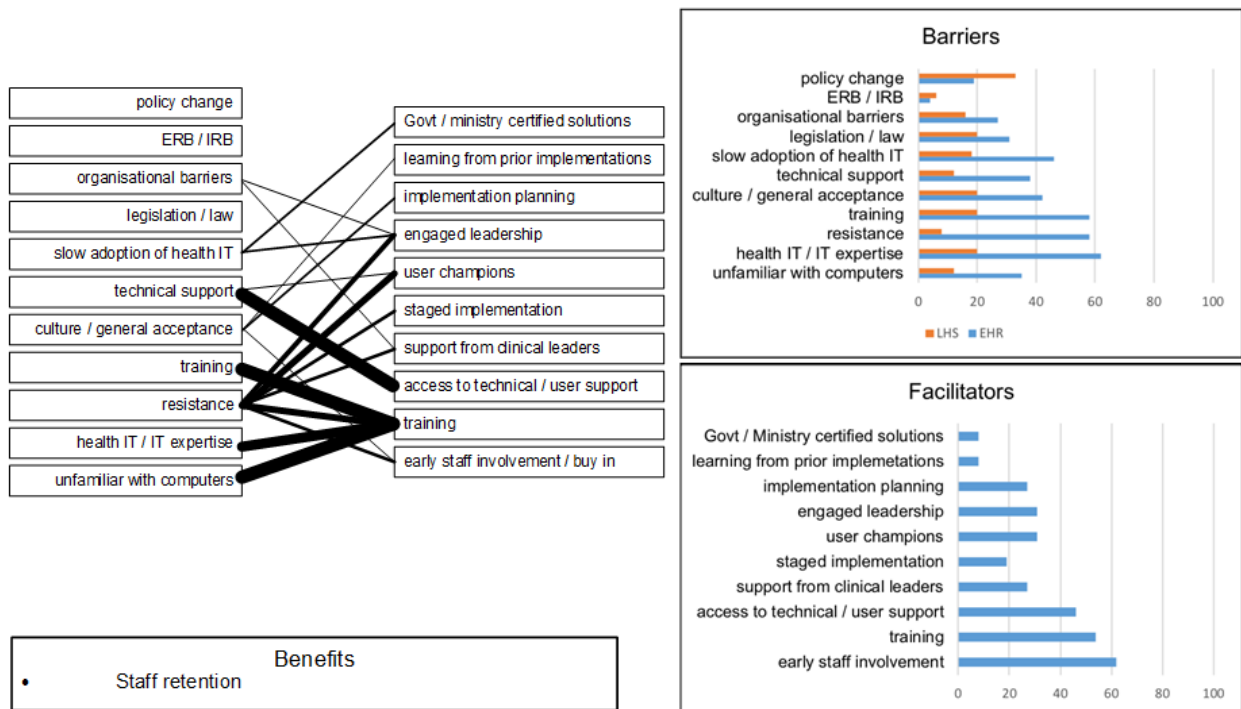 policy change
ERB / IRB
organisational barriers
legislation / law
slow adoption of health IT
technical support
culture / general acceptance
training
resistance
health IT / IT expertise
unfamiliar with computers
Govt / ministry certified solutions
learning from prior implementations
implementation planning
engaged leadership
user champions
staged implementation
support from clinical leaders
access to technical / user support
training
early staff involvement / buy in
Benefits
• Staff retention
Barriers
policy change
ERB / IRB
organisational barriers
legislation / law
slow adoption of health IT
technical support
culture / general acceptance
training
resistance
health IT / IT expertise
unfamiliar with computers
0 20 40 60 80 100
LHS EHR
Facilitators
Govt / Ministry certified solutions
learning from prior implemetations
implementation planning
engaged leadership
user champions
staged implementation
support from clinical leaders
access to technical / user support
training
early staff involvement
0 20 40 60 80 100